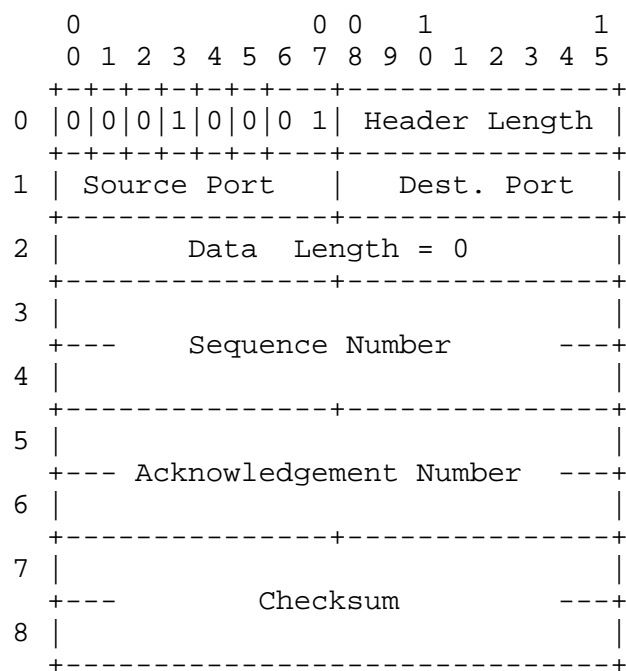 0             0 0   1             1
    0 1 2 3 4 5 6 7 8 9 0 1 2 3 4 5
   +-+-+-+-+-+-+---+---------------+
0  |0|0|0|1|0|0|0 1| Header Length |
   +-+-+-+-+-+-+---+---------------+
1  | Source Port   |   Dest. Port  |
   +---------------+---------------+
2  |       Data  Length = 0        |
   +---------------+---------------+
3  |                               |
   +---    Sequence Number      ---+
4  |                               |
   +---------------+---------------+
5  |                               |
   +--- Acknowledgement Number  ---+
6  |                               |
   +---------------+---------------+
7  |                               |
   +---        Checksum         ---+
8  |                               |
   +-------------------------------+